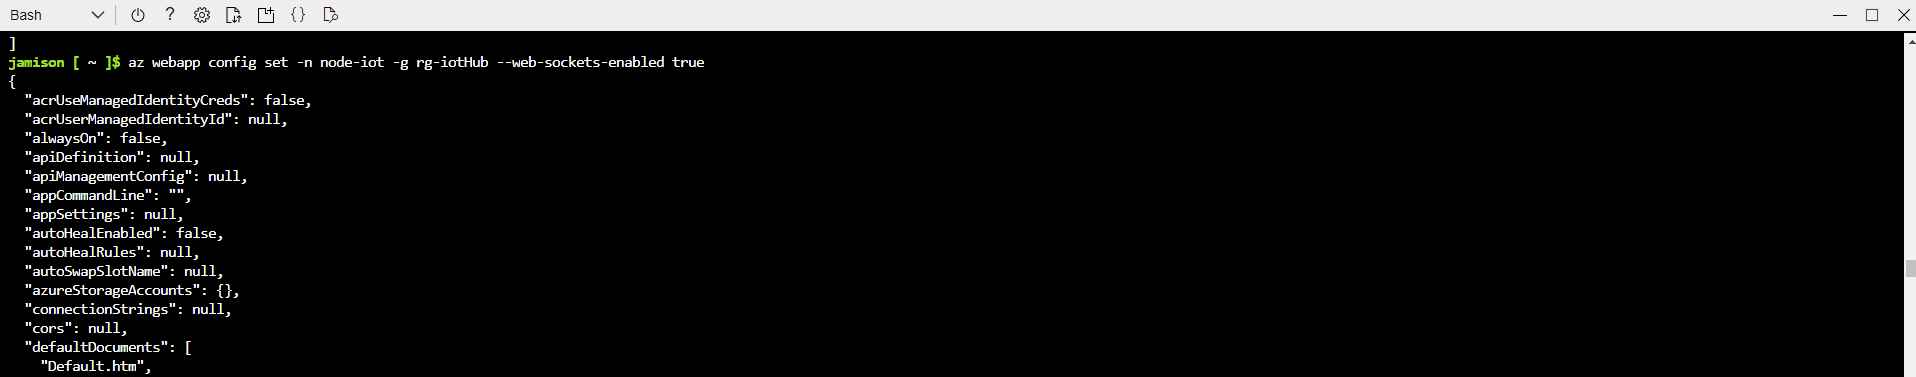 Bash
?
{}
]
jamison [ ~ ]$ az webapp config set -n node-iot -g rg-iotHub --web-sockets-enabled true
{
"acrUseManagedIdentityCreds": false,
"acrUserManagedIdentityId": null,
"alwaysOn": false,
"apiDefinition": null,
"apiManagementConfig": null,
"appCommandLine": "",
"appSettings": null,
"autoHealEnabled": false,
"autoHealRules": null,
"autoSwapSlotName": null,
"azureStorageAccounts": {},
"connectionStrings": null,
"cors": null,
"defaultDocuments": [
"Default.htm",